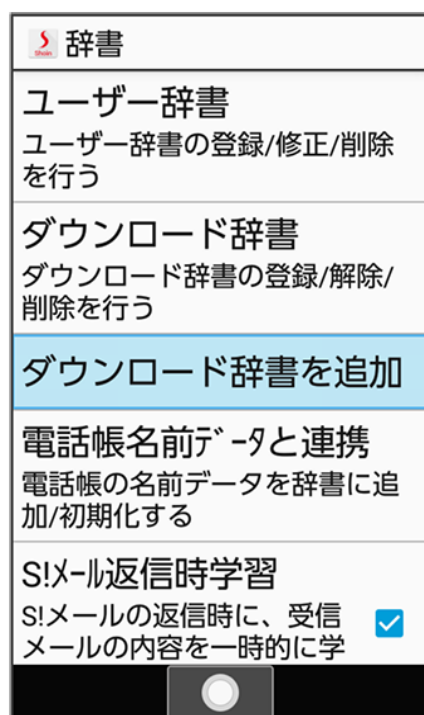 Shoin 辞書
ユーザー辞書
ユーザー辞書の登録/修正/削除
を行う
ダウンロード辞書
ダウンロード辞書の登録/解除/
削除を行う
ダウンロード辞書を追加
電話帳名前ﾃﾞｰﾀと連携
電話帳の名前データを辞書に追
加/初期化する
S!ﾒｰﾙ返信時学習
S!メールの返信時に、受信
メールの内容を一時的に学